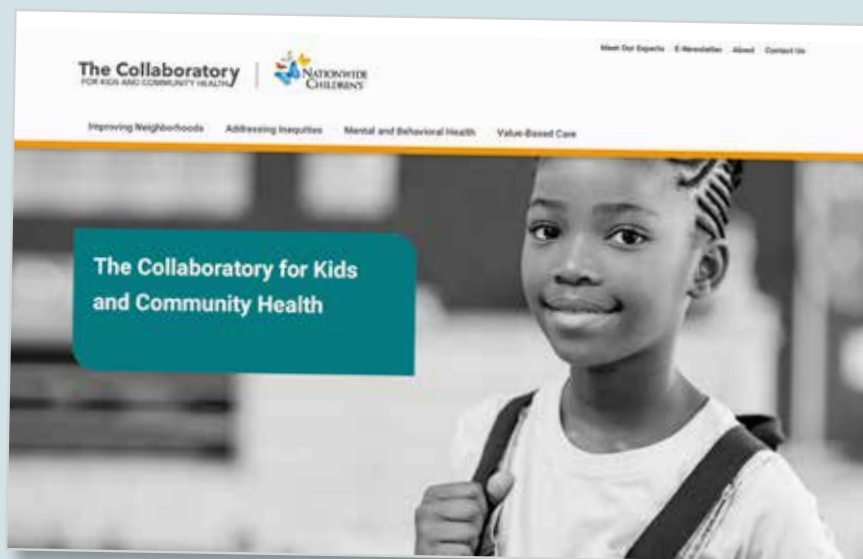 Meet Our Experts E-Newsletter About Contact Us
The Collaboratory
FOR KIDS AND COMMUNITY HEALTH
NATIONWIDE
CHILDREN'S
Improving Neighborhoods Addressing Inequities Mental and Behavioral Health Value-Based Care
The Collaboratory for Kids
and Community Health